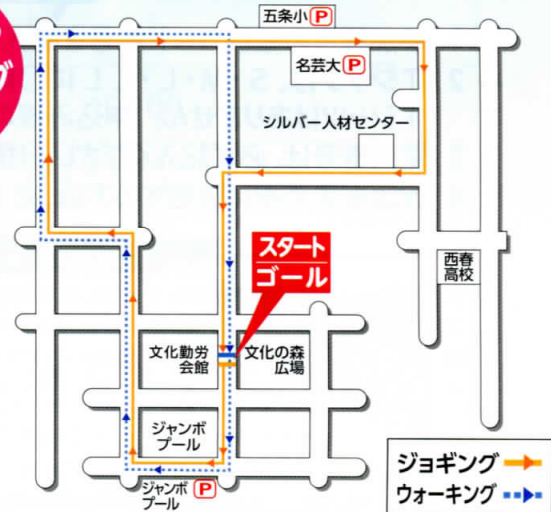 グ
五条小 P
名芸大 P
シルバー人材センター
スタート
ゴール
西春
高校
文化勤労
会館
文化の森
広場
ジャンボ
プール
ジャンボ
プール
P
ジョギング
ウォーキング